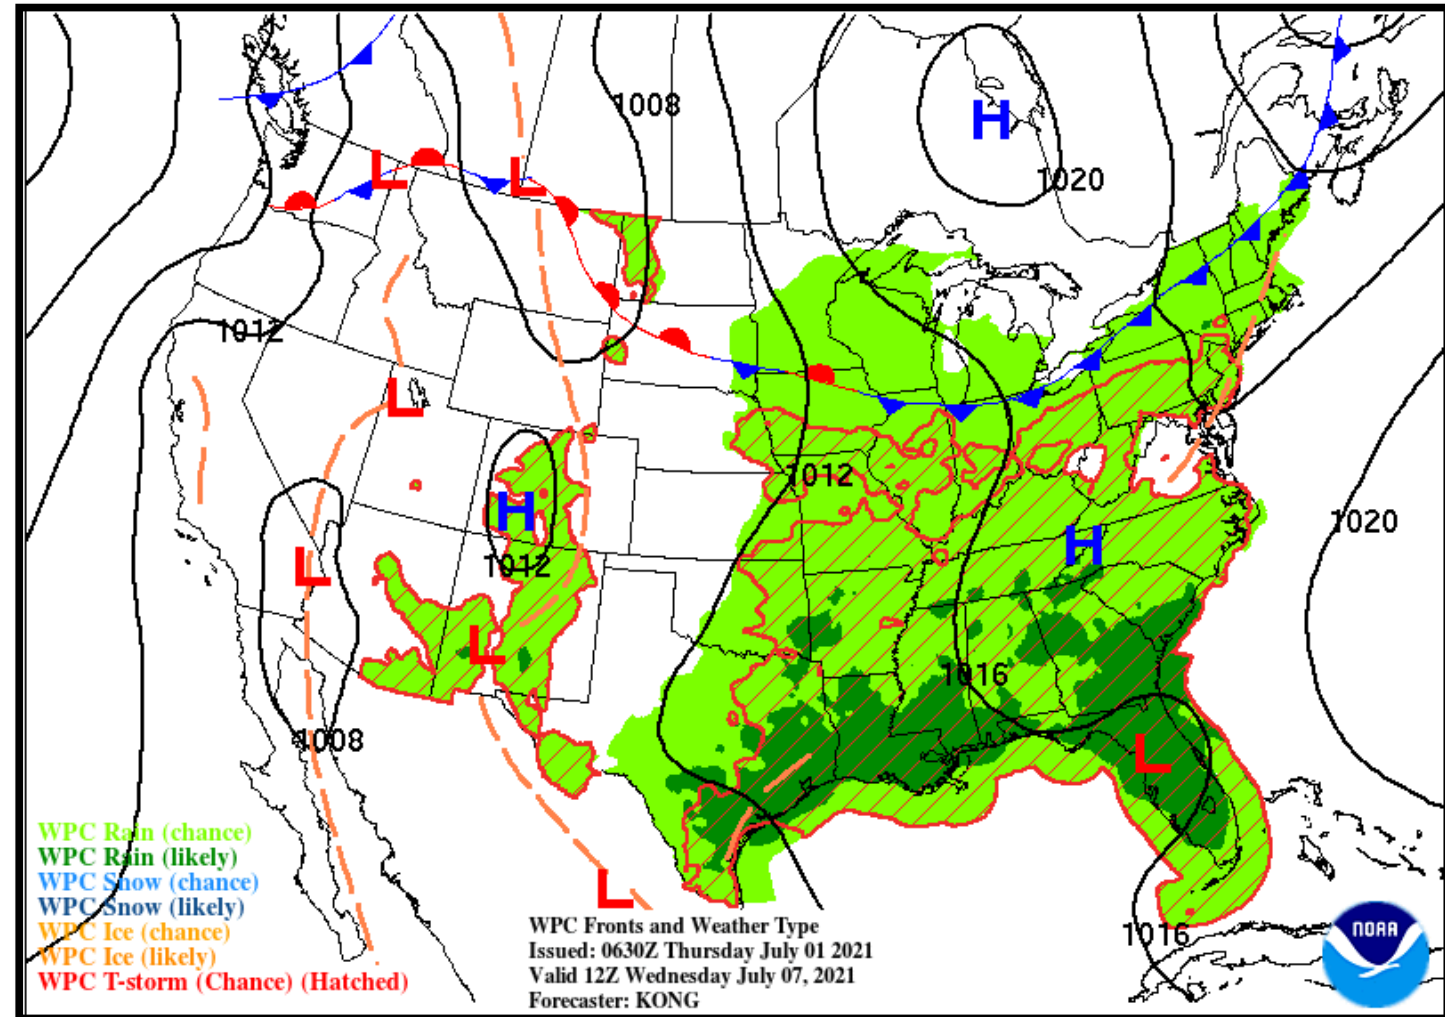 1008
H
1020
L
L
1012
L
1012
H
1020
H
L
1012
L
1016
1008
L
L
1016
WPC Rain (chance)
WPC Rain (likely)
WPC Snow (chance)
WPC Snow (likely)
WPC Ice (chance)
WPC Ice (likely)
WPC T-storm (Chance) (Hatched)
WPC Fronts and Weather Type
Issued: 0630Z Thursday July 01 2021
Valid 12Z Wednesday July 07, 2021
Forecaster: KONG
NOAA